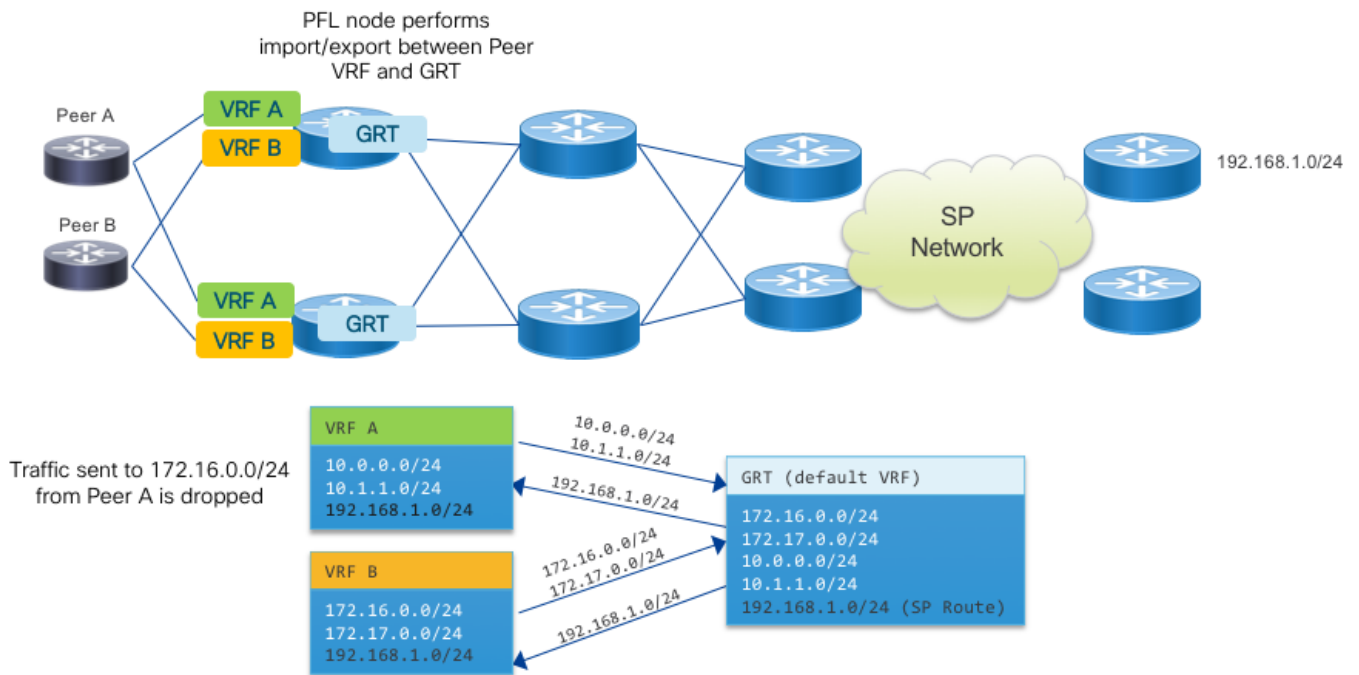 PFL node performs
import/export between Peer
VRF and GRT
Peer A
VRF A
GRT
VRF B
192.168.1.0/24
Peer B
SP
Network
VRF A
GRT
VRF B
Traffic sent to 172.16.0.0/24
from Peer A is dropped
VRF A
10.0.0.0/24
10.1.1.0/24
192.168.1.0/24
10.0.0.0/24
10.1.1.0/24
192.168.1.0/24
GRT (default VRF)
172.16.0.0/24
172.17.0.0/24
10.0.0.0/24
10.1.1.0/24
192.168.1.0/24 (SP Route)
VRF B
172.16.0.0/24
172.17.0.0/24
192.168.1.0/24
172.16.0.0/24
172.17.0.0/24
192.168.1.0/24